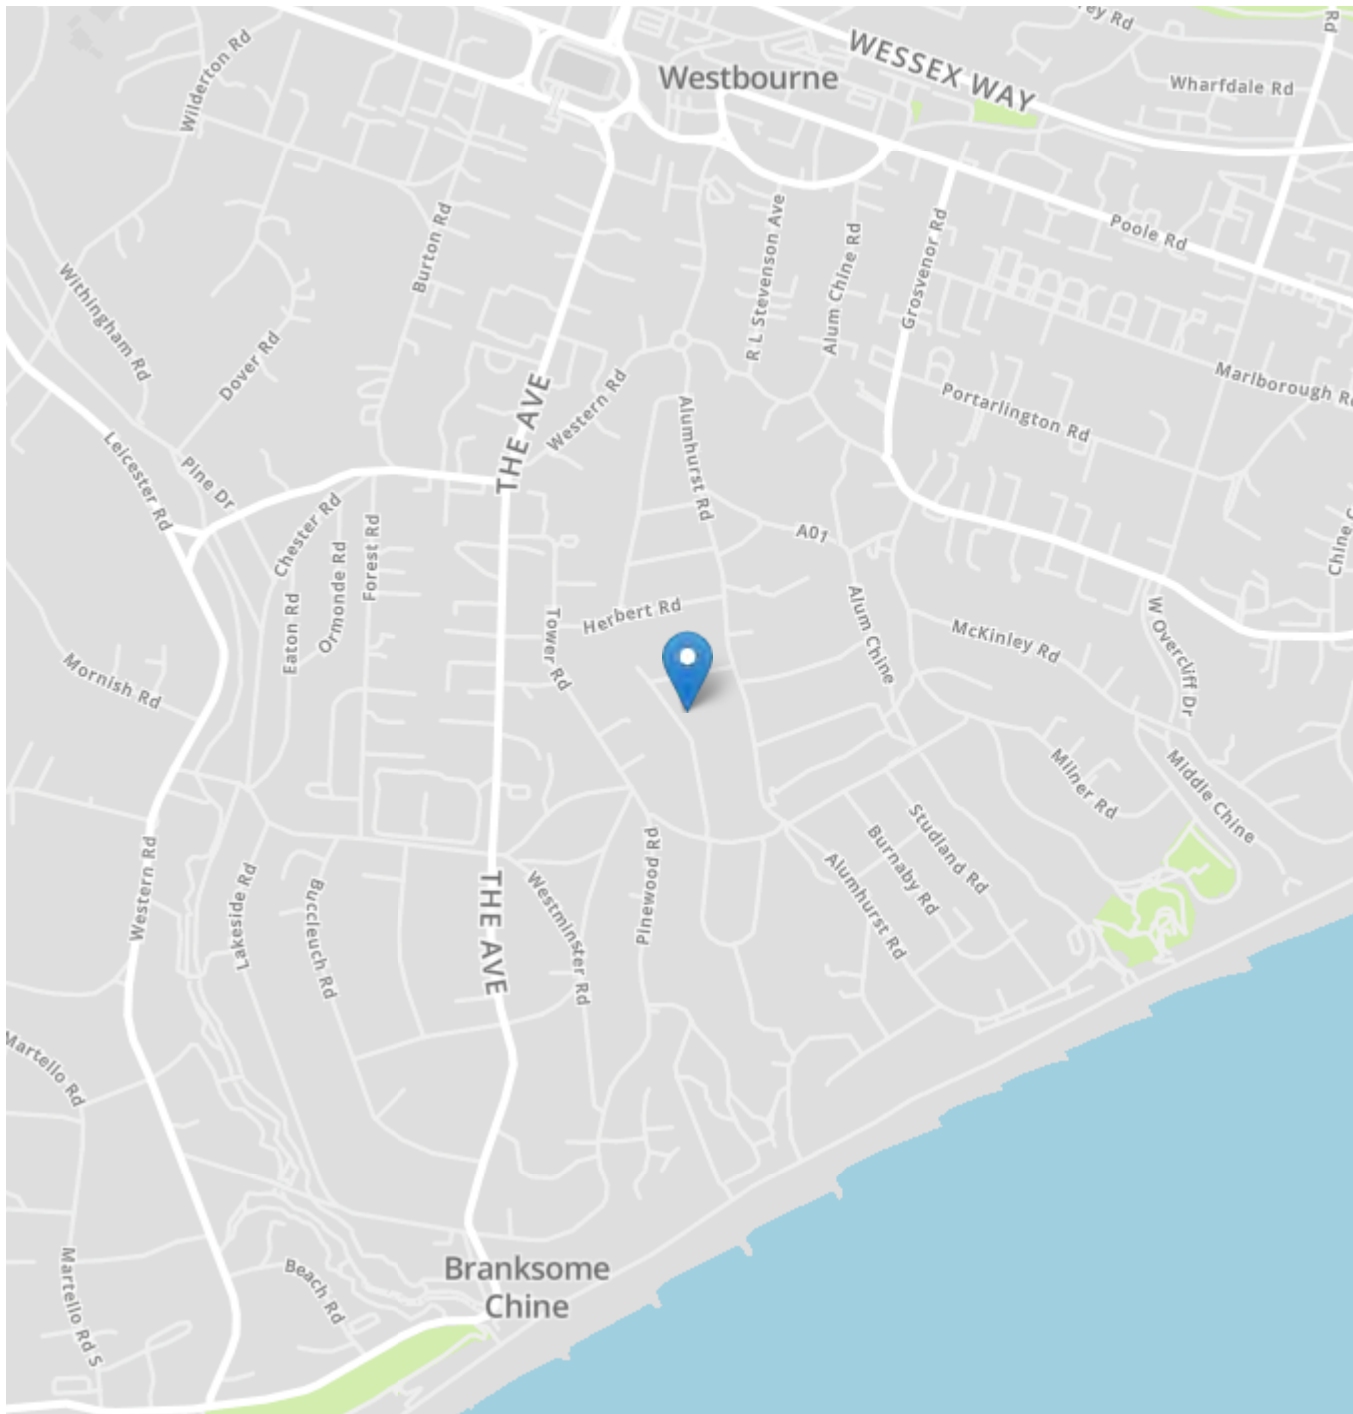 ey Rd
Rd
Wilderton Rd
WESSEX WAY
Westbourne
Wharfdale Rd
Burton Rd
R L Stevenson Ave
Alum Chine Rd
Grosvenor Rd
Poole Rd
Withingham Rd
Dover Rd
THE AVE
Western Rd
Marlborough Rd
Portarlington Rd
Alumhurst Rd
Leicester Rd
Pine Dr
Chester Rd
Forest Rd
Ormonde Rd
Eaton Rd
A01
Chine C
Herbert Rd
Tower Rd
Alum Chine
McKinley Rd
W Overcliff Dr
Mornish Rd
Milner Rd
Middle Chine
Studland Rd
Burnaby Rd
Alumhurst Rd
Western Rd
Lakeside Rd
Buccleuch Rd
THE AVE
Westminster Rd
Pinewood Rd
Martello Rd
Martello Rd S
Beach Rd
Branksome
Chine